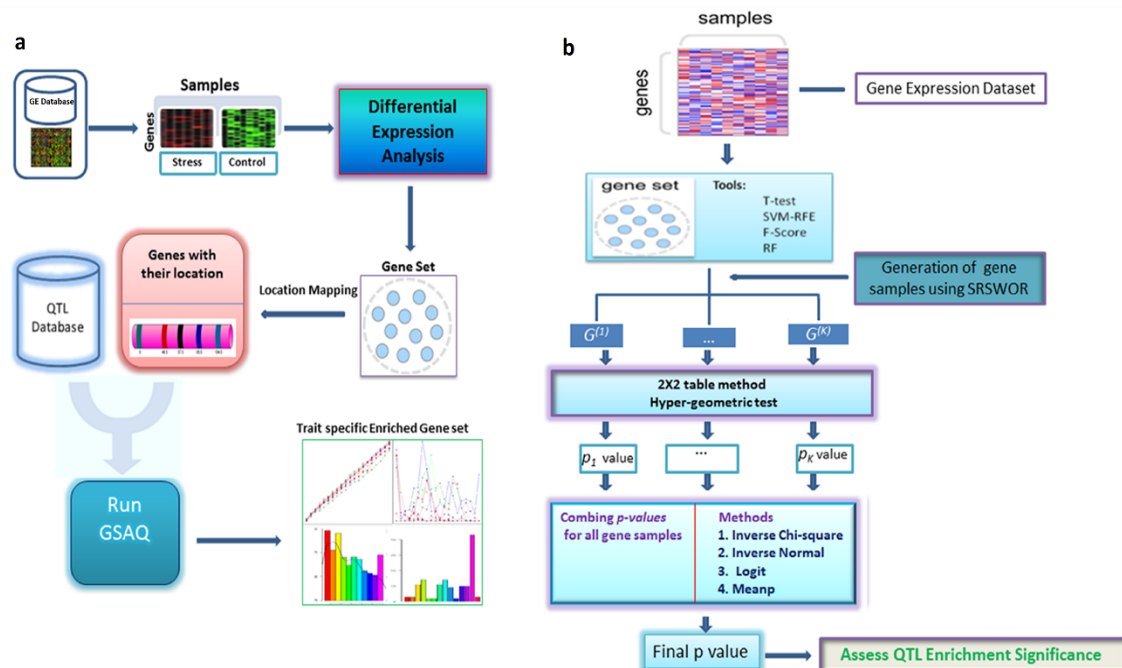 a
GE Database
Samples
Genes
Stress
Control
Differential
Expression
Analysis
Gene Set
Location Mapping
Genes with
their location
QTL
Database
Run
GSAQ
Trait specific Enriched Gene set
b
samples
genes
Gene Expression Dataset
gene set
Tools:
T-test
SVM-RFE
F-Score
RF
Generation of gene
samples using SRSWOR
G(1)
...
G(K)
2X2 table method
Hyper-geometric test
p1 value
...
pK value
Combing p-values
for all gene samples
Methods
1. Inverse Chi-square
2. Inverse Normal
3. Logit
4. Meanp
Final p value
Assess QTL Enrichment Significance